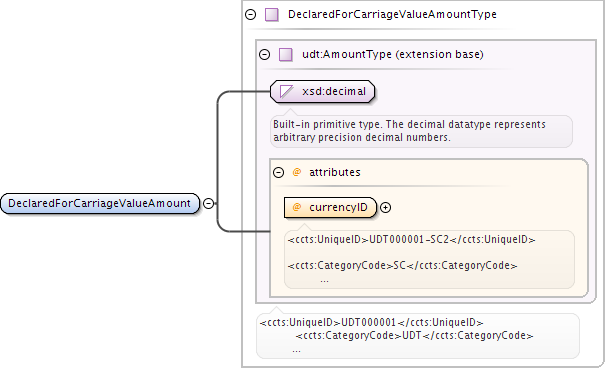 DeclaredForCarriageValueAmountType
udt:AmountType (extension base)
xsd:decimal
Built-in primitive type. The decimal datatype represents
arbitrary precision decimal numbers.
@ attributes
DeclaredForCarriageValueAmount
@ currencyID
<ccts:UniqueID>UDT000001-SC2</ccts:UniqueID>
<ccts:CategoryCode>SC</ccts:CategoryCode>
...
<ccts:UniqueID>UDT000001</ccts:UniqueID>
<ccts:CategoryCode>UDT</ccts:CategoryCode>
...